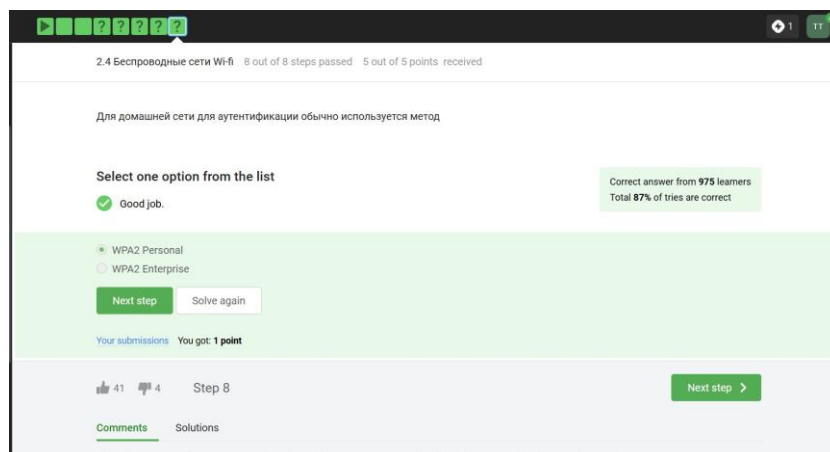 ? ? ? ? ?
1 TT
2.4 Беспроводные сети Wi-fi 8 out of 8 steps passed 5 out of 5 points received
Для домашней сети для аутентификации обычно используется метод
Select one option from the list
Good job.
Correct answer from 975 learners
Total 87% of tries are correct
WPA2 Personal
WPA2 Enterprise
Next step Solve again
Your submissions You got: 1 point
41 4 Step 8 Next step
Comments Solutions